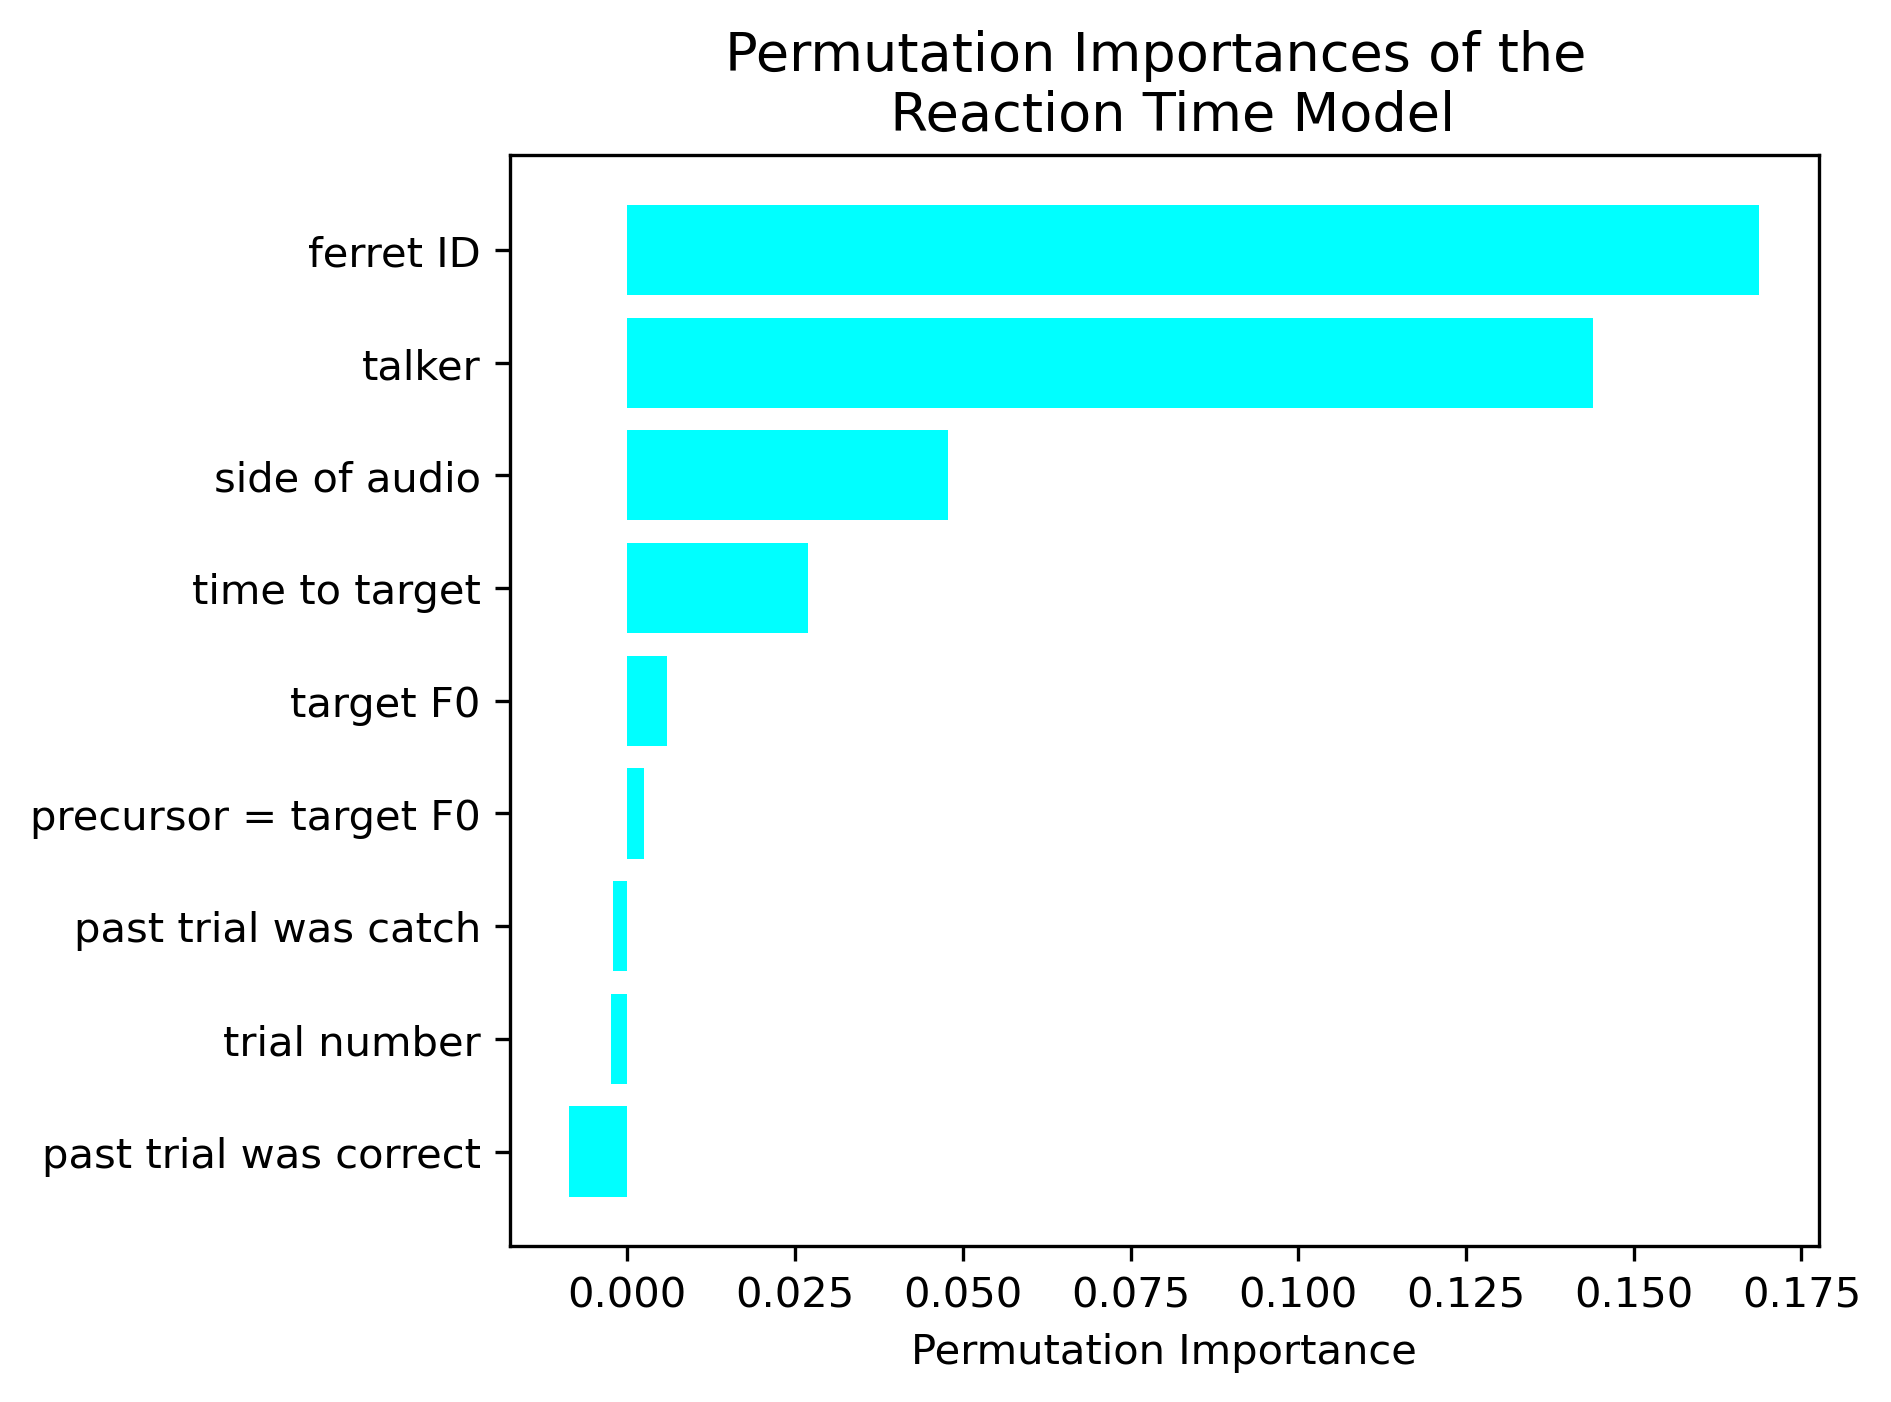 Permutation Importances of the
Reaction Time Model
ferret ID
talker
side of audio
time to target
target F0
precursor = target F0
past trial was catch
trial number
past trial was correct
0.000 0.025 0.050 0.075 0.100 0.125 0.150 0.175
Permutation Importance